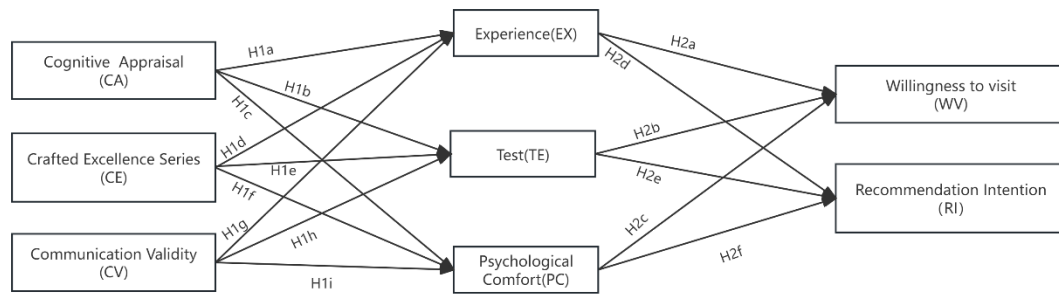 Cognitive Appraisal
(CA)
Crafted Excellence Series
(CE)
Communication Validity
(CV)
H1a
H1b
H1c
H1d
H1e
H1f
H1g
H1h
H1i
Experience(EX)
Test(TE)
Psychological
Comfort(PC)
H2a
H2d
H2b
H2e
H2c
H2f
Willingness to visit
(WV)
Recommendation Intention
(RI)